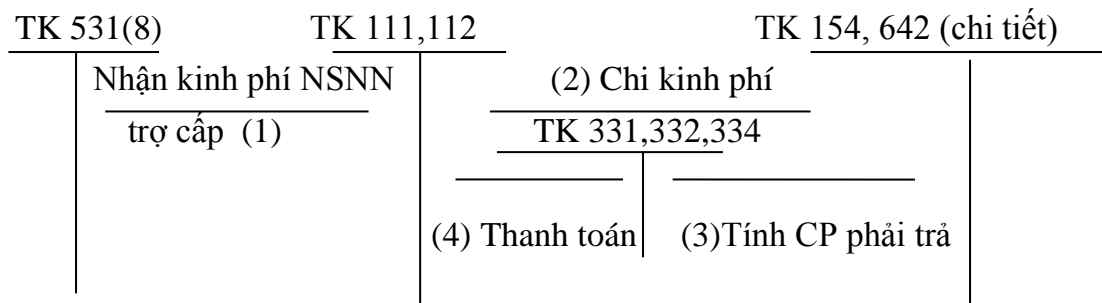 TK 531(8) TK 111,112 TK 154, 642 (chi tiết)
Nhận kinh phí NSNN (2) Chi kinh phí
trợ cấp (1) TK 331,332,334
(4) Thanh toán (3)Tính CP phải trả